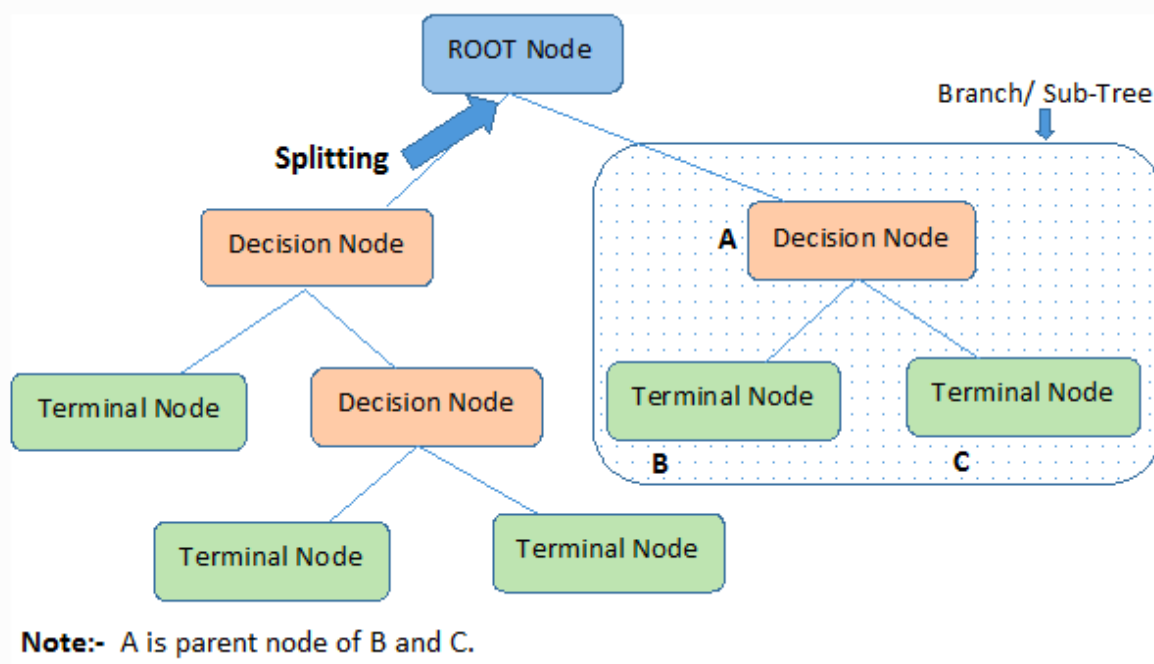 ROOT Node
Branch/ Sub-Tree
Splitting
Decision Node
A
Decision Node
Terminal Node
Decision Node
Terminal Node
Terminal Node
B
C
Terminal Node
Terminal Node
Note:- A is parent node of B and C.